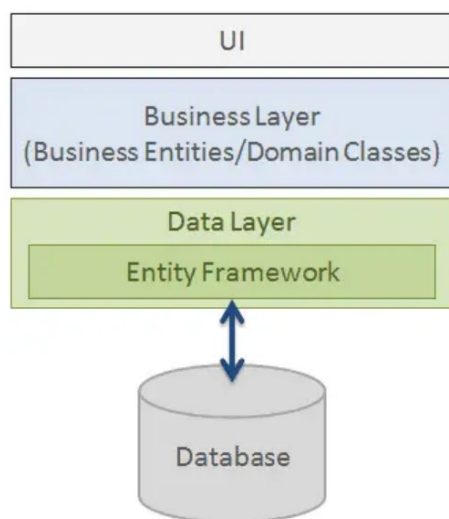 UI
Business Layer
(Business Entities/Domain Classes)
Data Layer
Entity Framework
Database